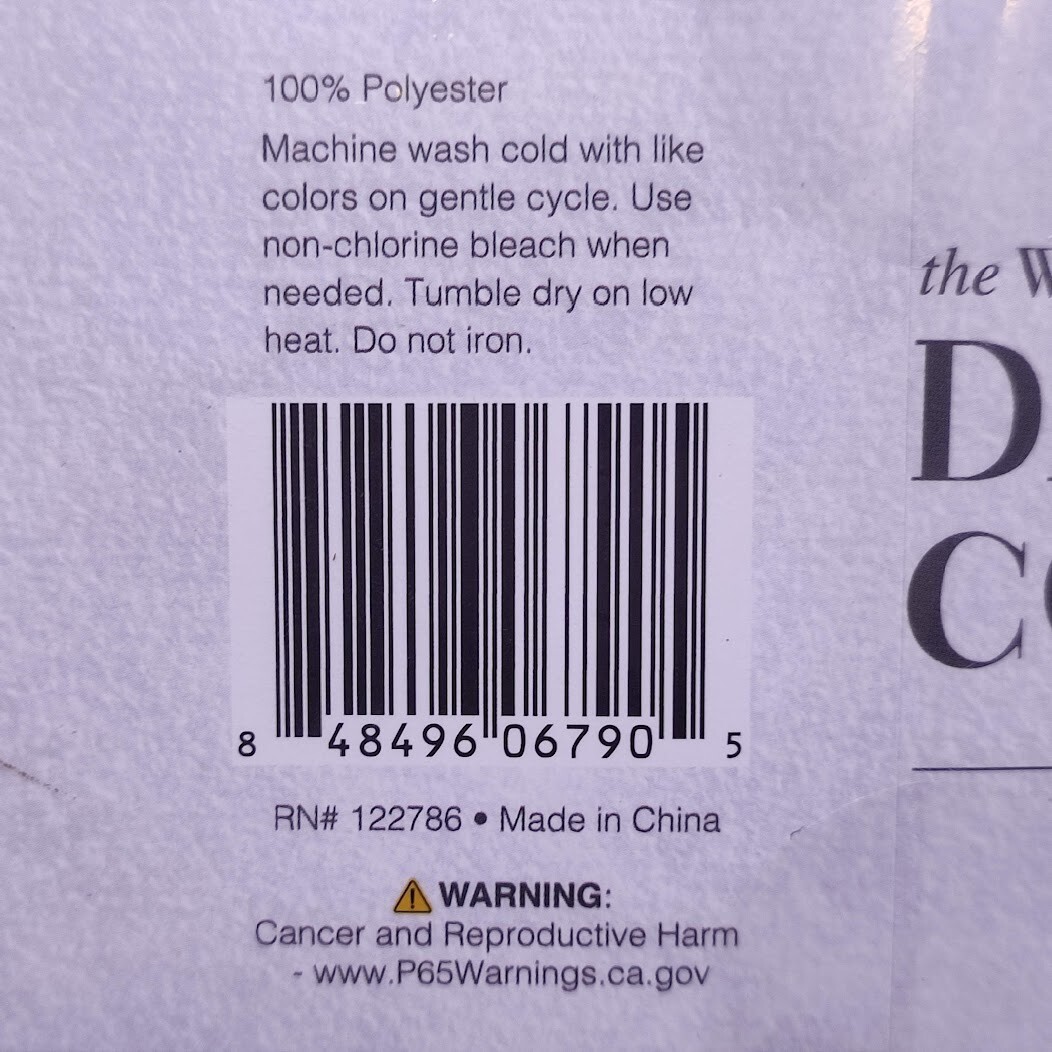 100% Polyester
Machine wash cold with like
colors on gentle cycle. Use
non-chlorine bleach when
needed. Tumble dry on low
heat. Do not iron.
the
8 48496 06790 5
RN# 122786 • Made in China
WARNING:
Cancer and Reproductive Harm
- www.P65Warnings.ca.gov